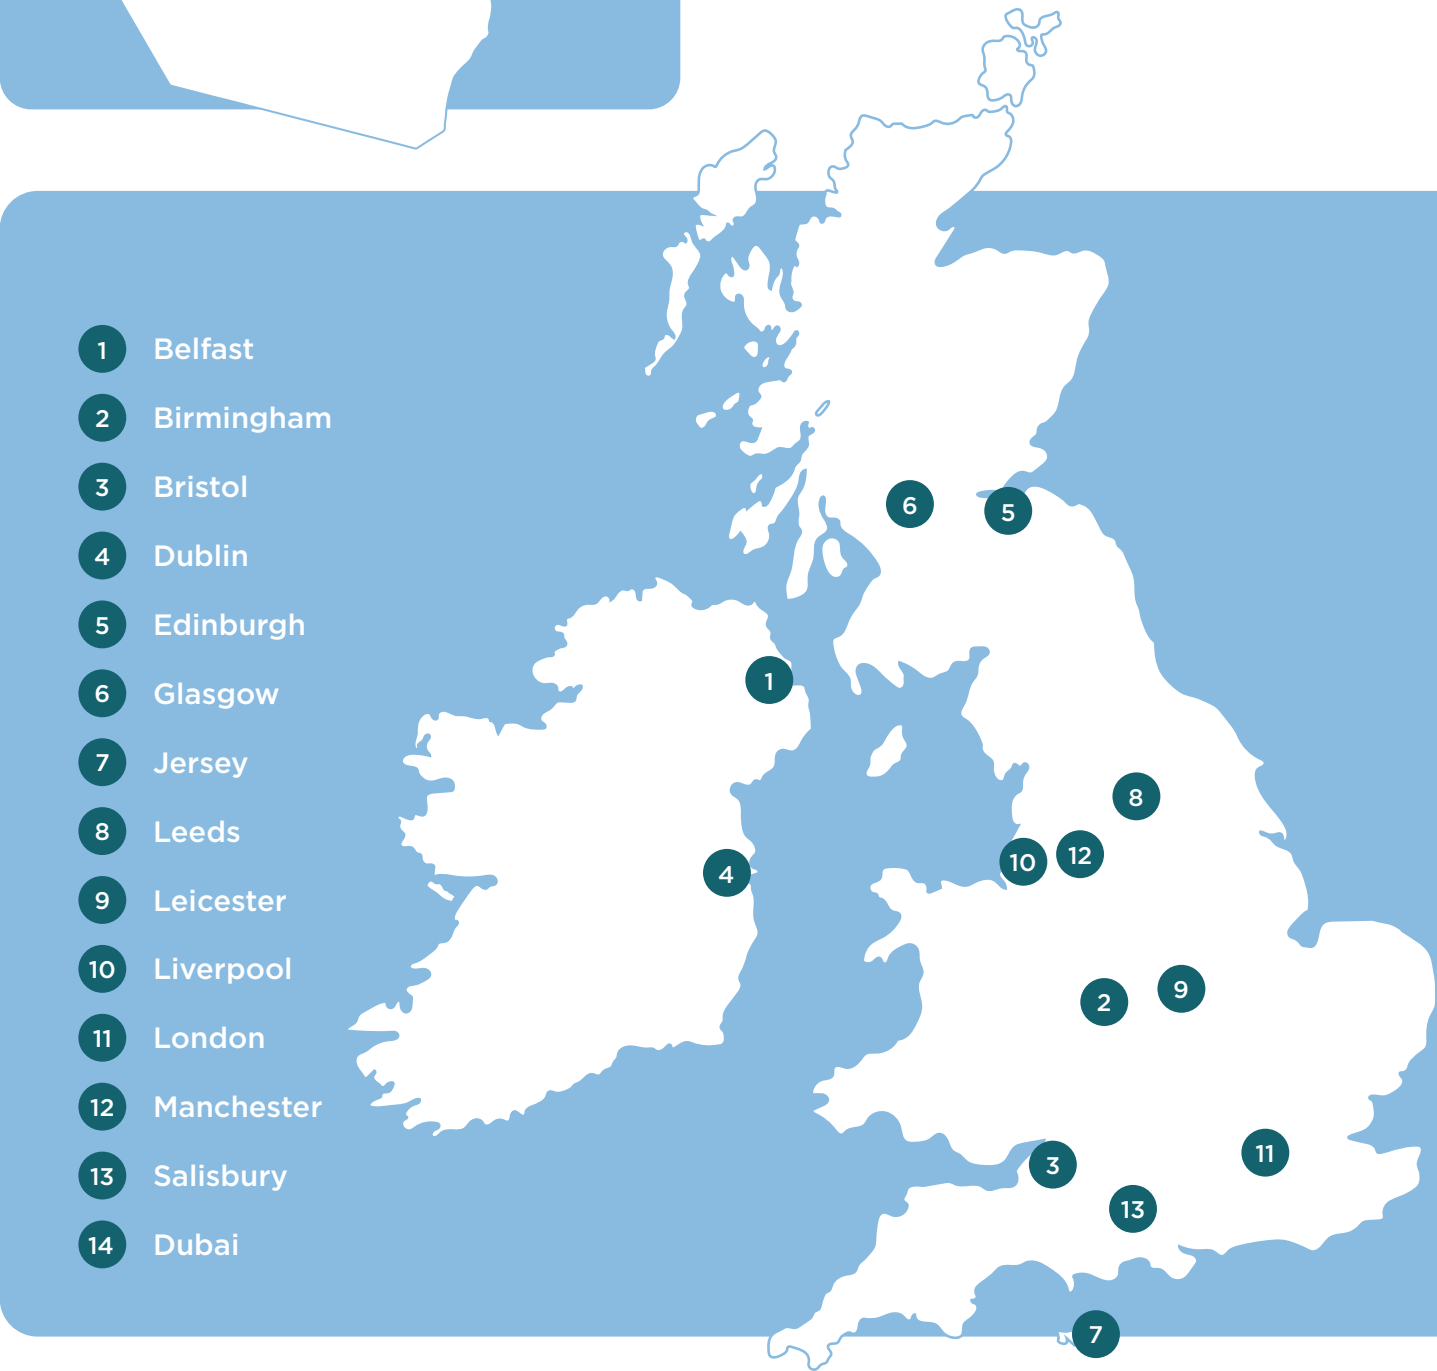 1 Belfast
2 Birmingham
3 Bristol
4 Dublin
5 Edinburgh
6 Glasgow
7 Jersey
8 Leeds
9 Leicester
10 Liverpool
11 London
12 Manchester
13 Salisbury
14 Dubai
6
5
1
8
12
10
4
9
2
11
3
13
7